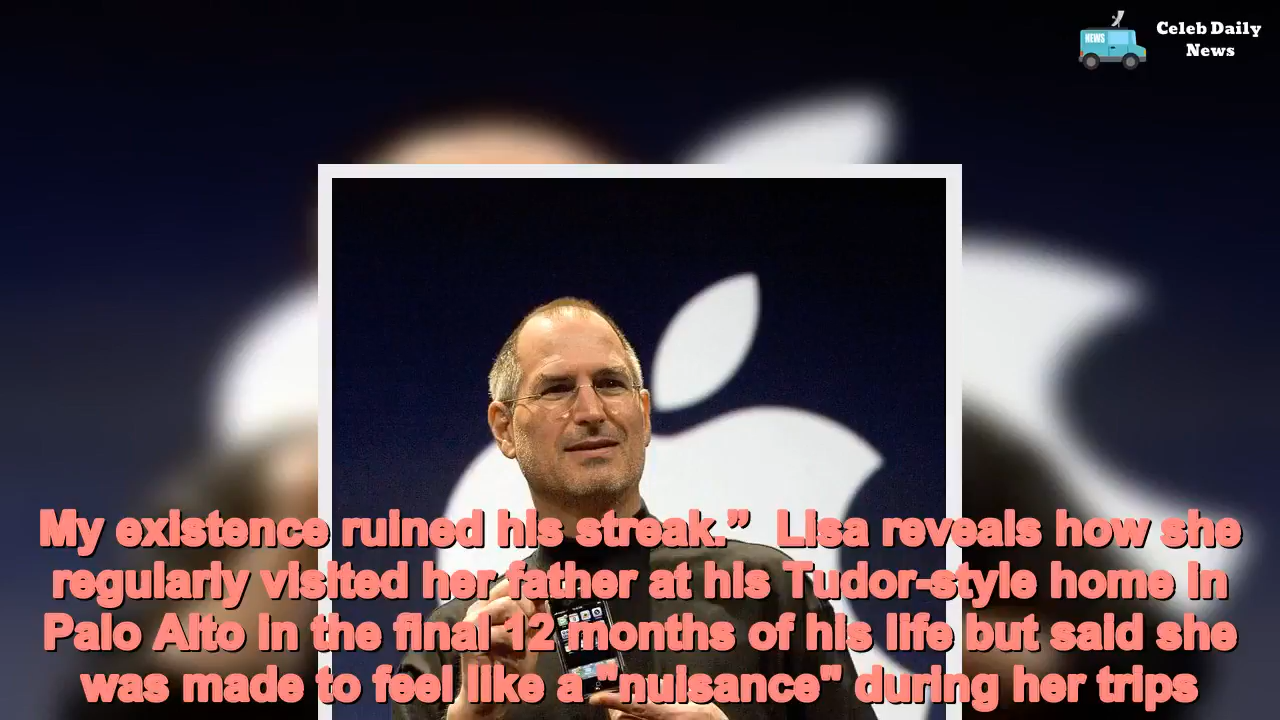 Celeb Daily
News
NEWS
My existence ruined his streak.” Lisa reveals how she
regularly visited her father at his Tudor-style home in
Palo Alto in the final 12 months of his life but said she
was made to feel like a "nuisance" during her trips